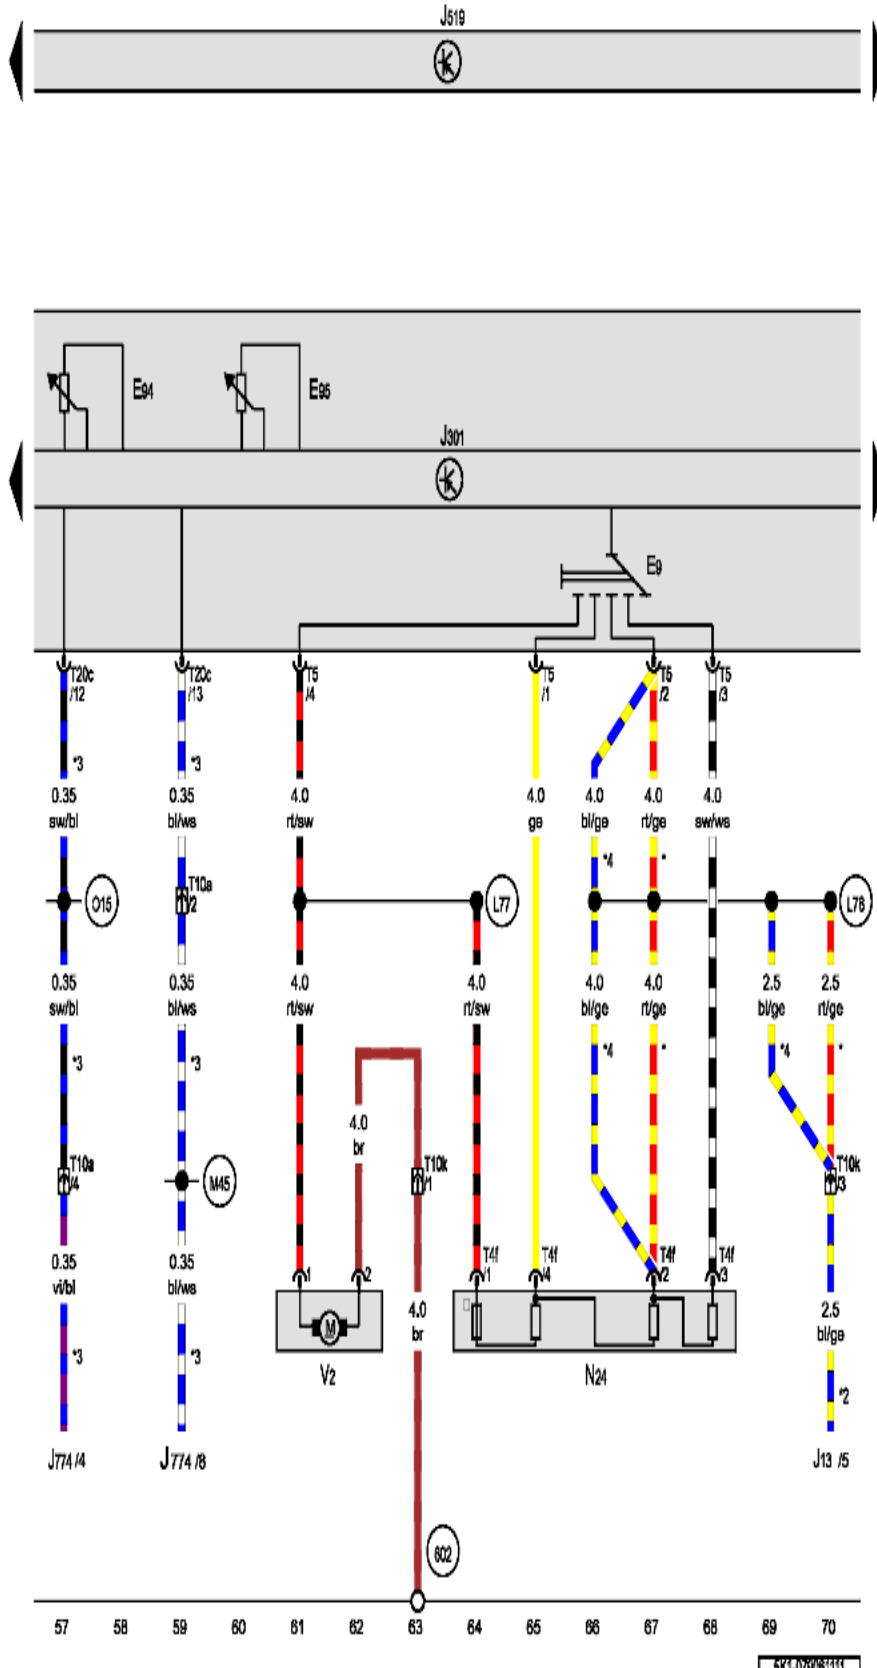 J519
E94
E95
J301
E9
T20c
/12
T20c
/13
T5
/4
T5
/1
T5
/2
T5
/3
*3
*3
0.35
sw/bl
0.35
bl/ws
4.0
rt/sw
4.0
ge
4.0
bl/ge
4.0
rt/ge
4.0
sw/ws
*4
*
O15
T10a
/2
L77
L78
0.35
sw/bl
0.35
bl/ws
4.0
rt/sw
4.0
rt/sw
4.0
bl/ge
4.0
rt/ge
2.5
bl/ge
2.5
rt/ge
*3
*3
*4
*
*4
*
4.0
br
T10a
/4
M45
T10k
/1
T10k
/3
0.35
vi/bl
0.35
bl/ws
1
2
T4f
/1
T4f
/4
T4f
/2
T4f
/3
M
4.0
br
2.5
bl/ge
*3
*3
V2
N24
*2
J774 /4
J774 /8
J13 /5
602
57 58 59 60 61 62 63 64 65 66 67 68 69 70